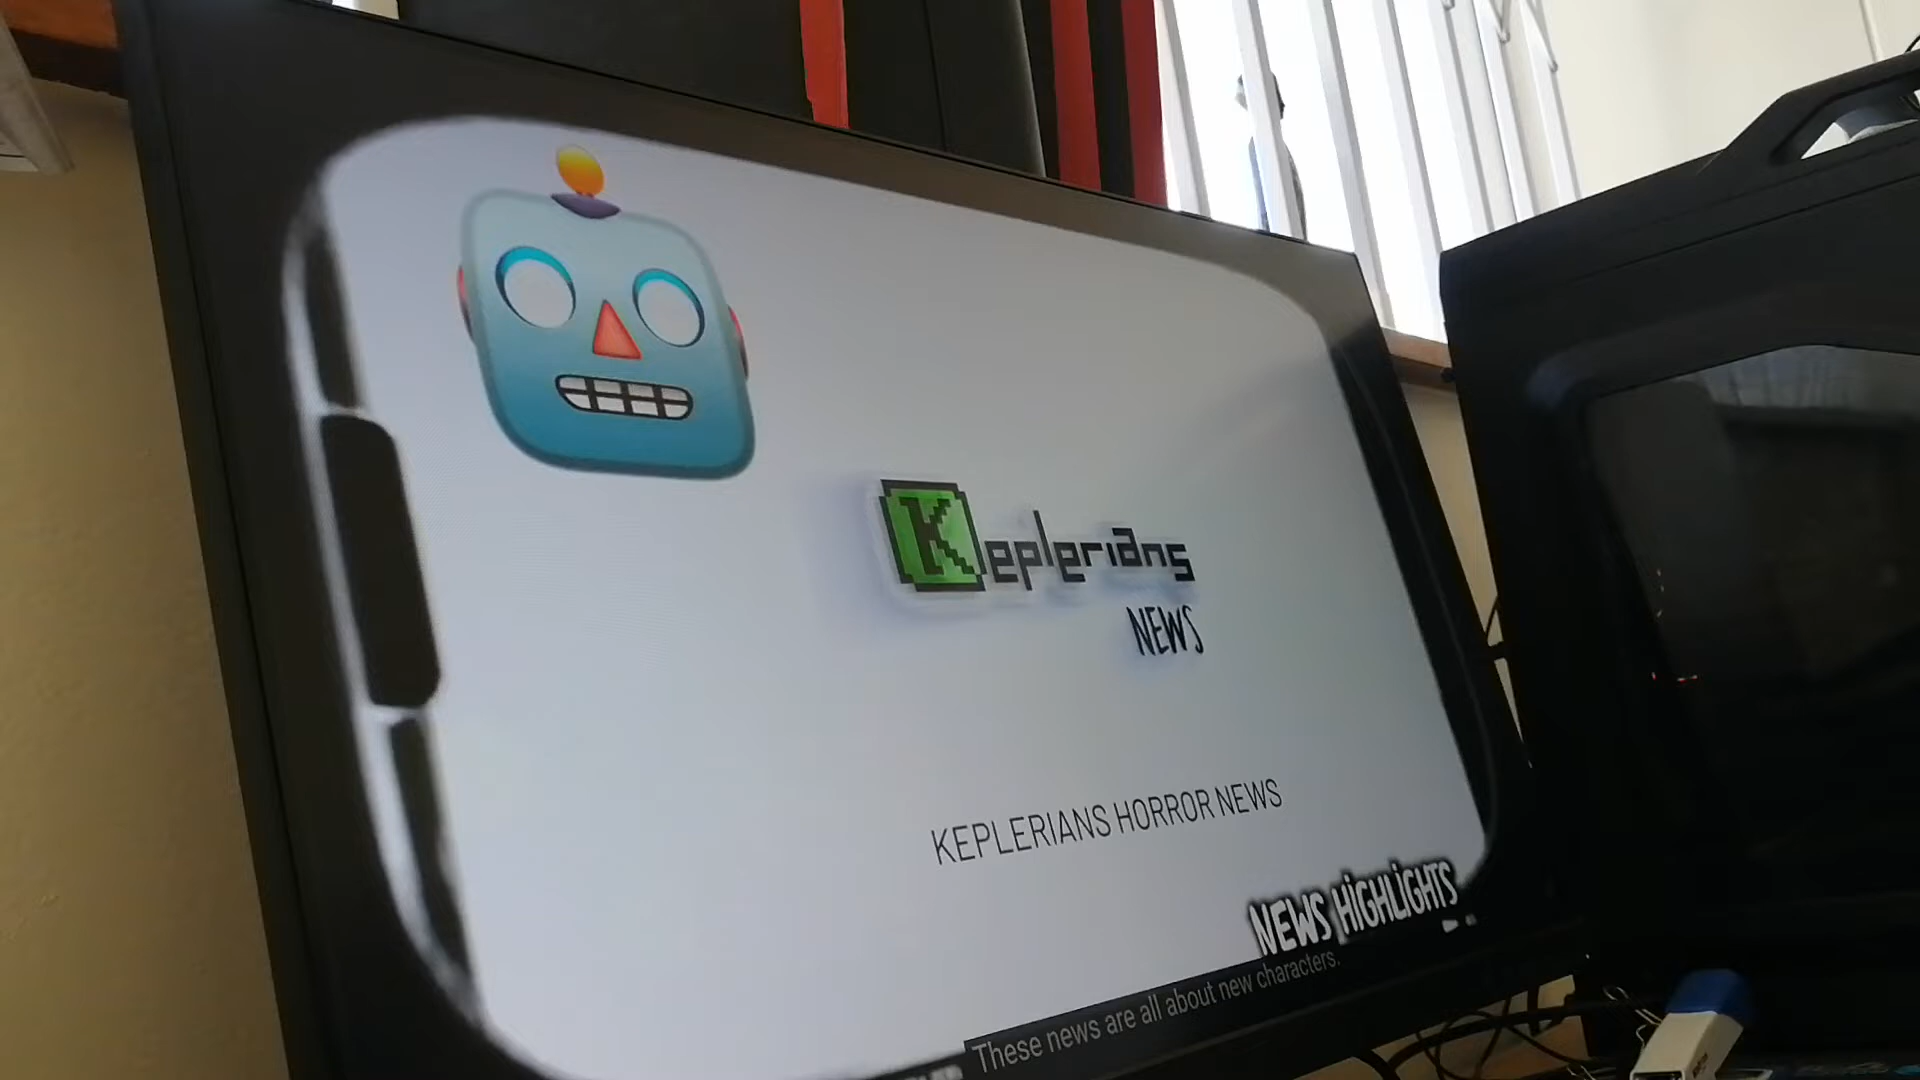 Keplerians
NEWS
KEPLERIANS HORROR NEWS
NEWS HIGHLIGHTS
These news are all about new characters.